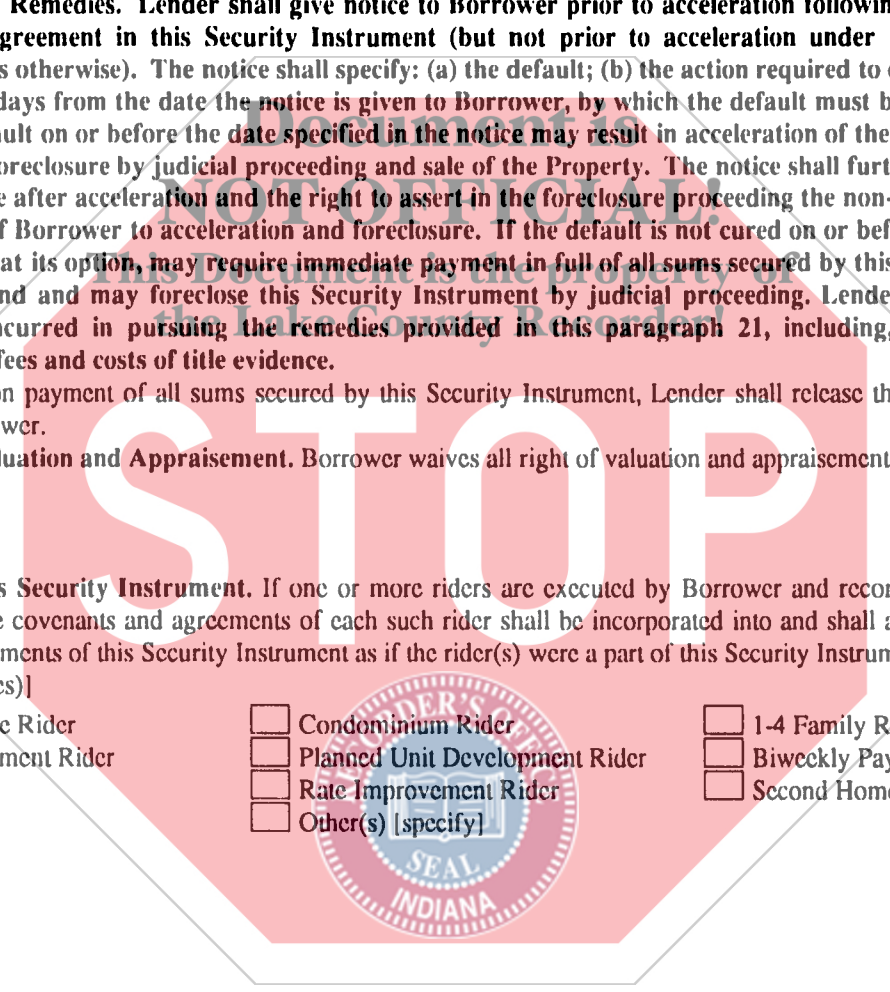 Remedies. Lender shall give notice to Borrower prior to acceleration followin
greement in this Security Instrument (but not prior to acceleration under
s otherwise). The notice shall specify: (a) the default; (b) the action required to
days from the date the notice is given to Borrower, by which the default must b
ult on or before the date specified in the notice may result in acceleration of the
oreclosure by judicial proceeding and sale of the Property. The notice shall furt
e after acceleration and the right to assert in the foreclosure proceeding the non-
f Borrower to acceleration and foreclosure. If the default is not cured on or bef
at its option, may require immediate payment in full of all sums secured by this
nd and may foreclose this Security Instrument by judicial proceeding. Lende
ncurred in pursuing the remedies provided in this paragraph 21, including,
fees and costs of title evidence.
Document is
NOT OFFICIAL!
This Document is the property of
the Lake County Recorder!
n payment of all sums secured by this Security Instrument, Lender shall release th
wer.
luation and Appraisement. Borrower waives all right of valuation and appraisement
STOP
s Security Instrument. If one or more riders are executed by Borrower and recor
e covenants and agreements of each such rider shall be incorporated into and shall a
ments of this Security Instrument as if the rider(s) were a part of this Security Instrum
es)]
e Rider Condominium Rider 1-4 Family R
ment Rider Planned Unit Development Rider Biweekly Pay
Rate Improvement Rider Second Home
Other(s) [specify]
RECORDER'S OFFICE
SEAL
INDIANA